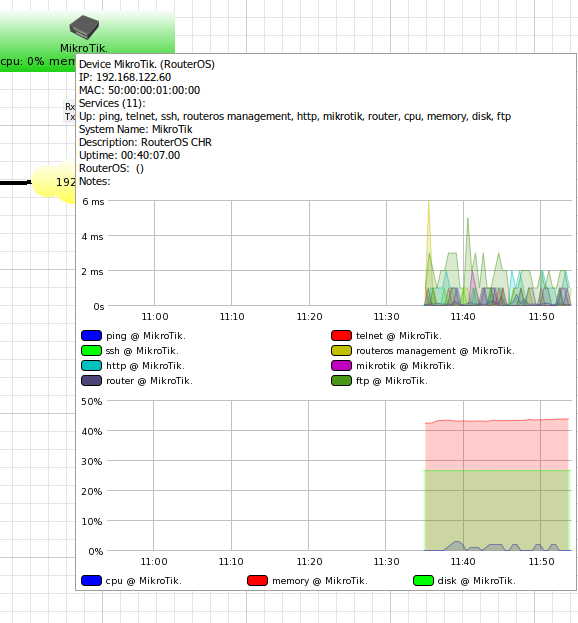 MikroTik.
cpu: 0% mem
Rx
Tx
192
Device MikroTik. (RouterOS)
IP: 192.168.122.60
MAC: 50:00:00:01:00:00
Services (11):
Up: ping, telnet, ssh, routeros management, http, mikrotik, router, cpu, memory, disk, ftp
System Name: MikroTik
Description: RouterOS CHR
Uptime: 00:40:07.00
RouterOS: ()
Notes:
6 ms
4 ms
2 ms
0s
11:00 11:10 11:20 11:30 11:40 11:50
ping @ MikroTik. telnet @ MikroTik.
ssh @ MikroTik. routeros management @ MikroTik.
http @ MikroTik. mikrotik @ MikroTik.
router @ MikroTik. ftp @ MikroTik.
50%
40%
30%
20%
10%
0%
11:00 11:10 11:20 11:30 11:40 11:50
cpu @ MikroTik. memory @ MikroTik. disk @ MikroTik.